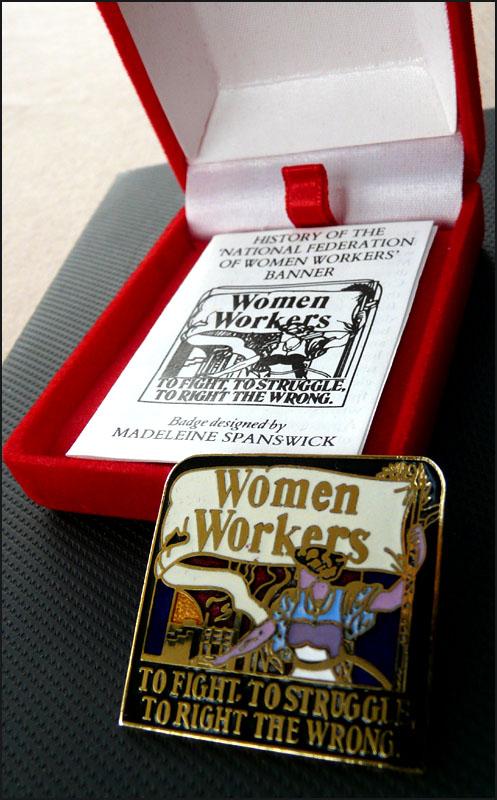 HISTORY OF THE
'NATIONAL FEDERATION
OF WOMEN WORKERS'
BANNER
Women
Workers
TO FIGHT, TO STRUGGLE,
TO RIGHT THE WRONG.
Badge designed by
MADELEINE SPANSWICK
Women
Workers
TO FIGHT, TO STRUGGLE,
TO RIGHT THE WRONG.